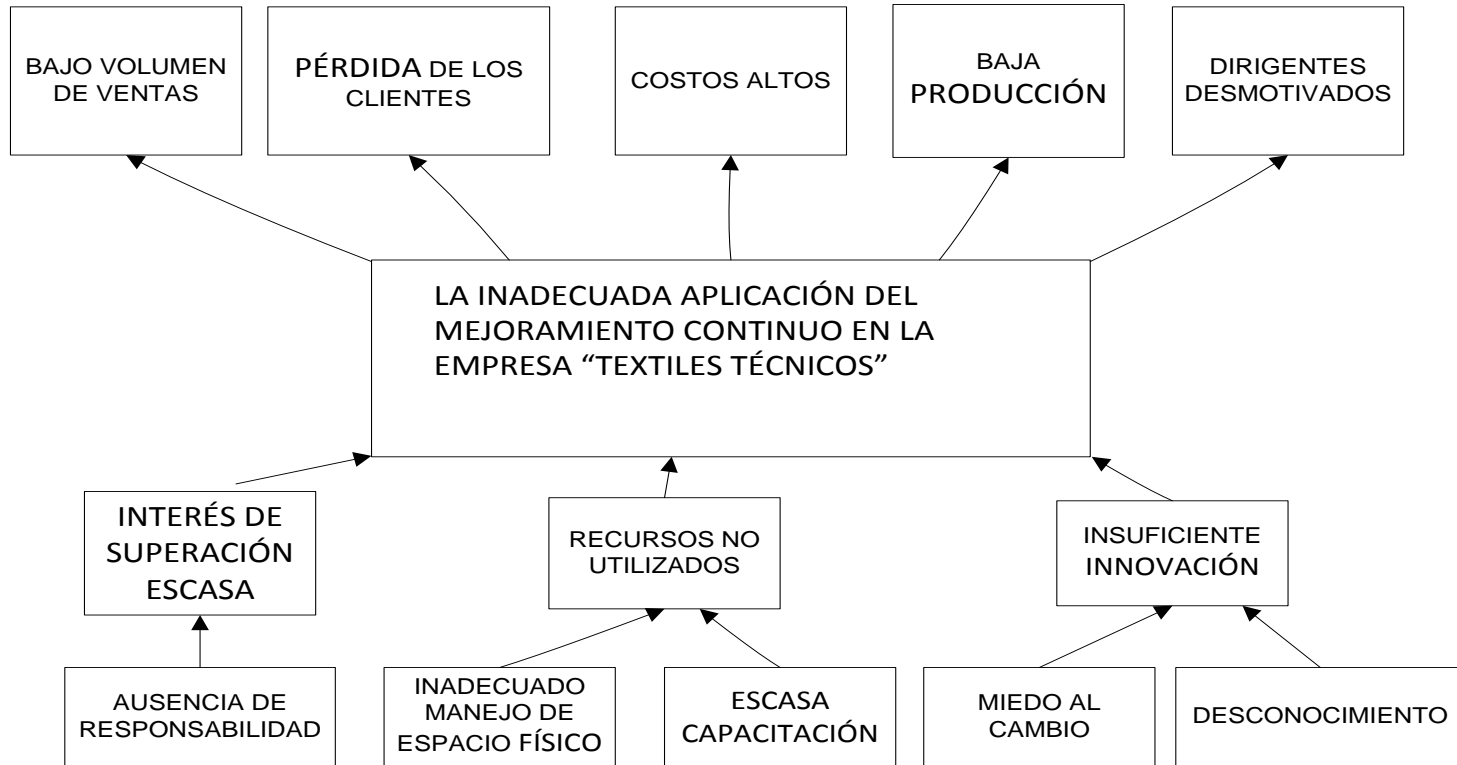 BAJO VOLUMEN
DE VENTAS
PÉRDIDA DE LOS
CLIENTES
COSTOS ALTOS
BAJA
PRODUCCIÓN
DIRIGENTES
DESMOTIVADOS
LA INADECUADA APLICACIÓN DEL
MEJORAMIENTO CONTINUO EN LA
EMPRESA “TEXTILES TÉCNICOS”
INTERÉS DE
SUPERACIÓN
ESCASA
RECURSOS NO
UTILIZADOS
INSUFICIENTE
INNOVACIÓN
AUSENCIA DE
RESPONSABILIDAD
INADECUADO
MANEJO DE
ESPACIO FÍSICO
ESCASA
CAPACITACIÓN
MIEDO AL
CAMBIO
DESCONOCIMIENTO